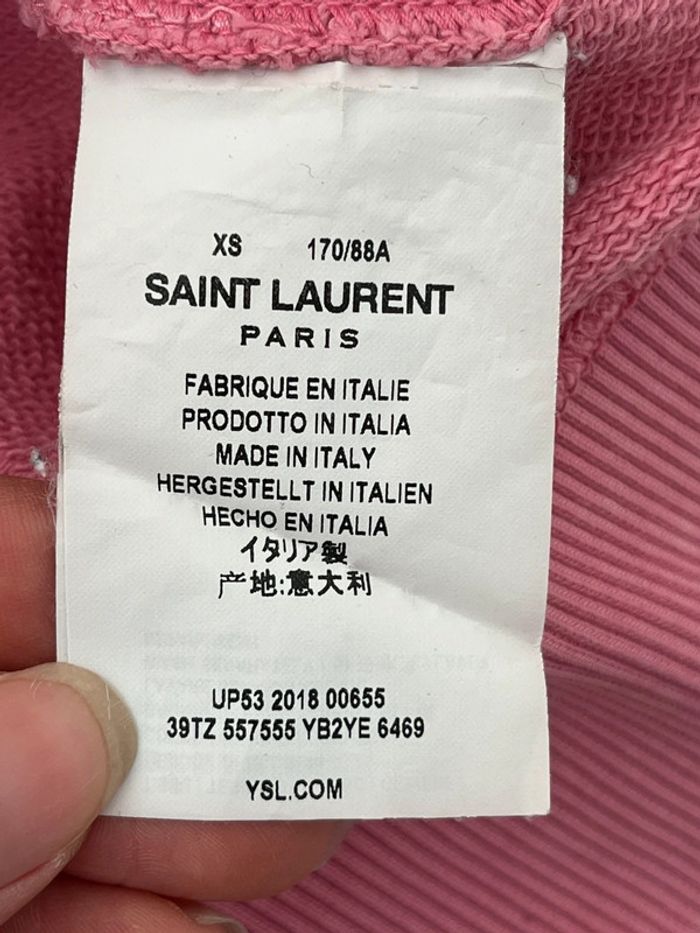 XS 170/88A
SAINT LAURENT
PARIS
FABRIQUE EN ITALIE
PRODOTTO IN ITALIA
MADE IN ITALY
HERGESTELLT IN ITALIEN
HECHO EN ITALIA
イタリア製
产地:意大利
UP53 2018 00655
39TZ 557555 YB2YE 6469
YSL.COM